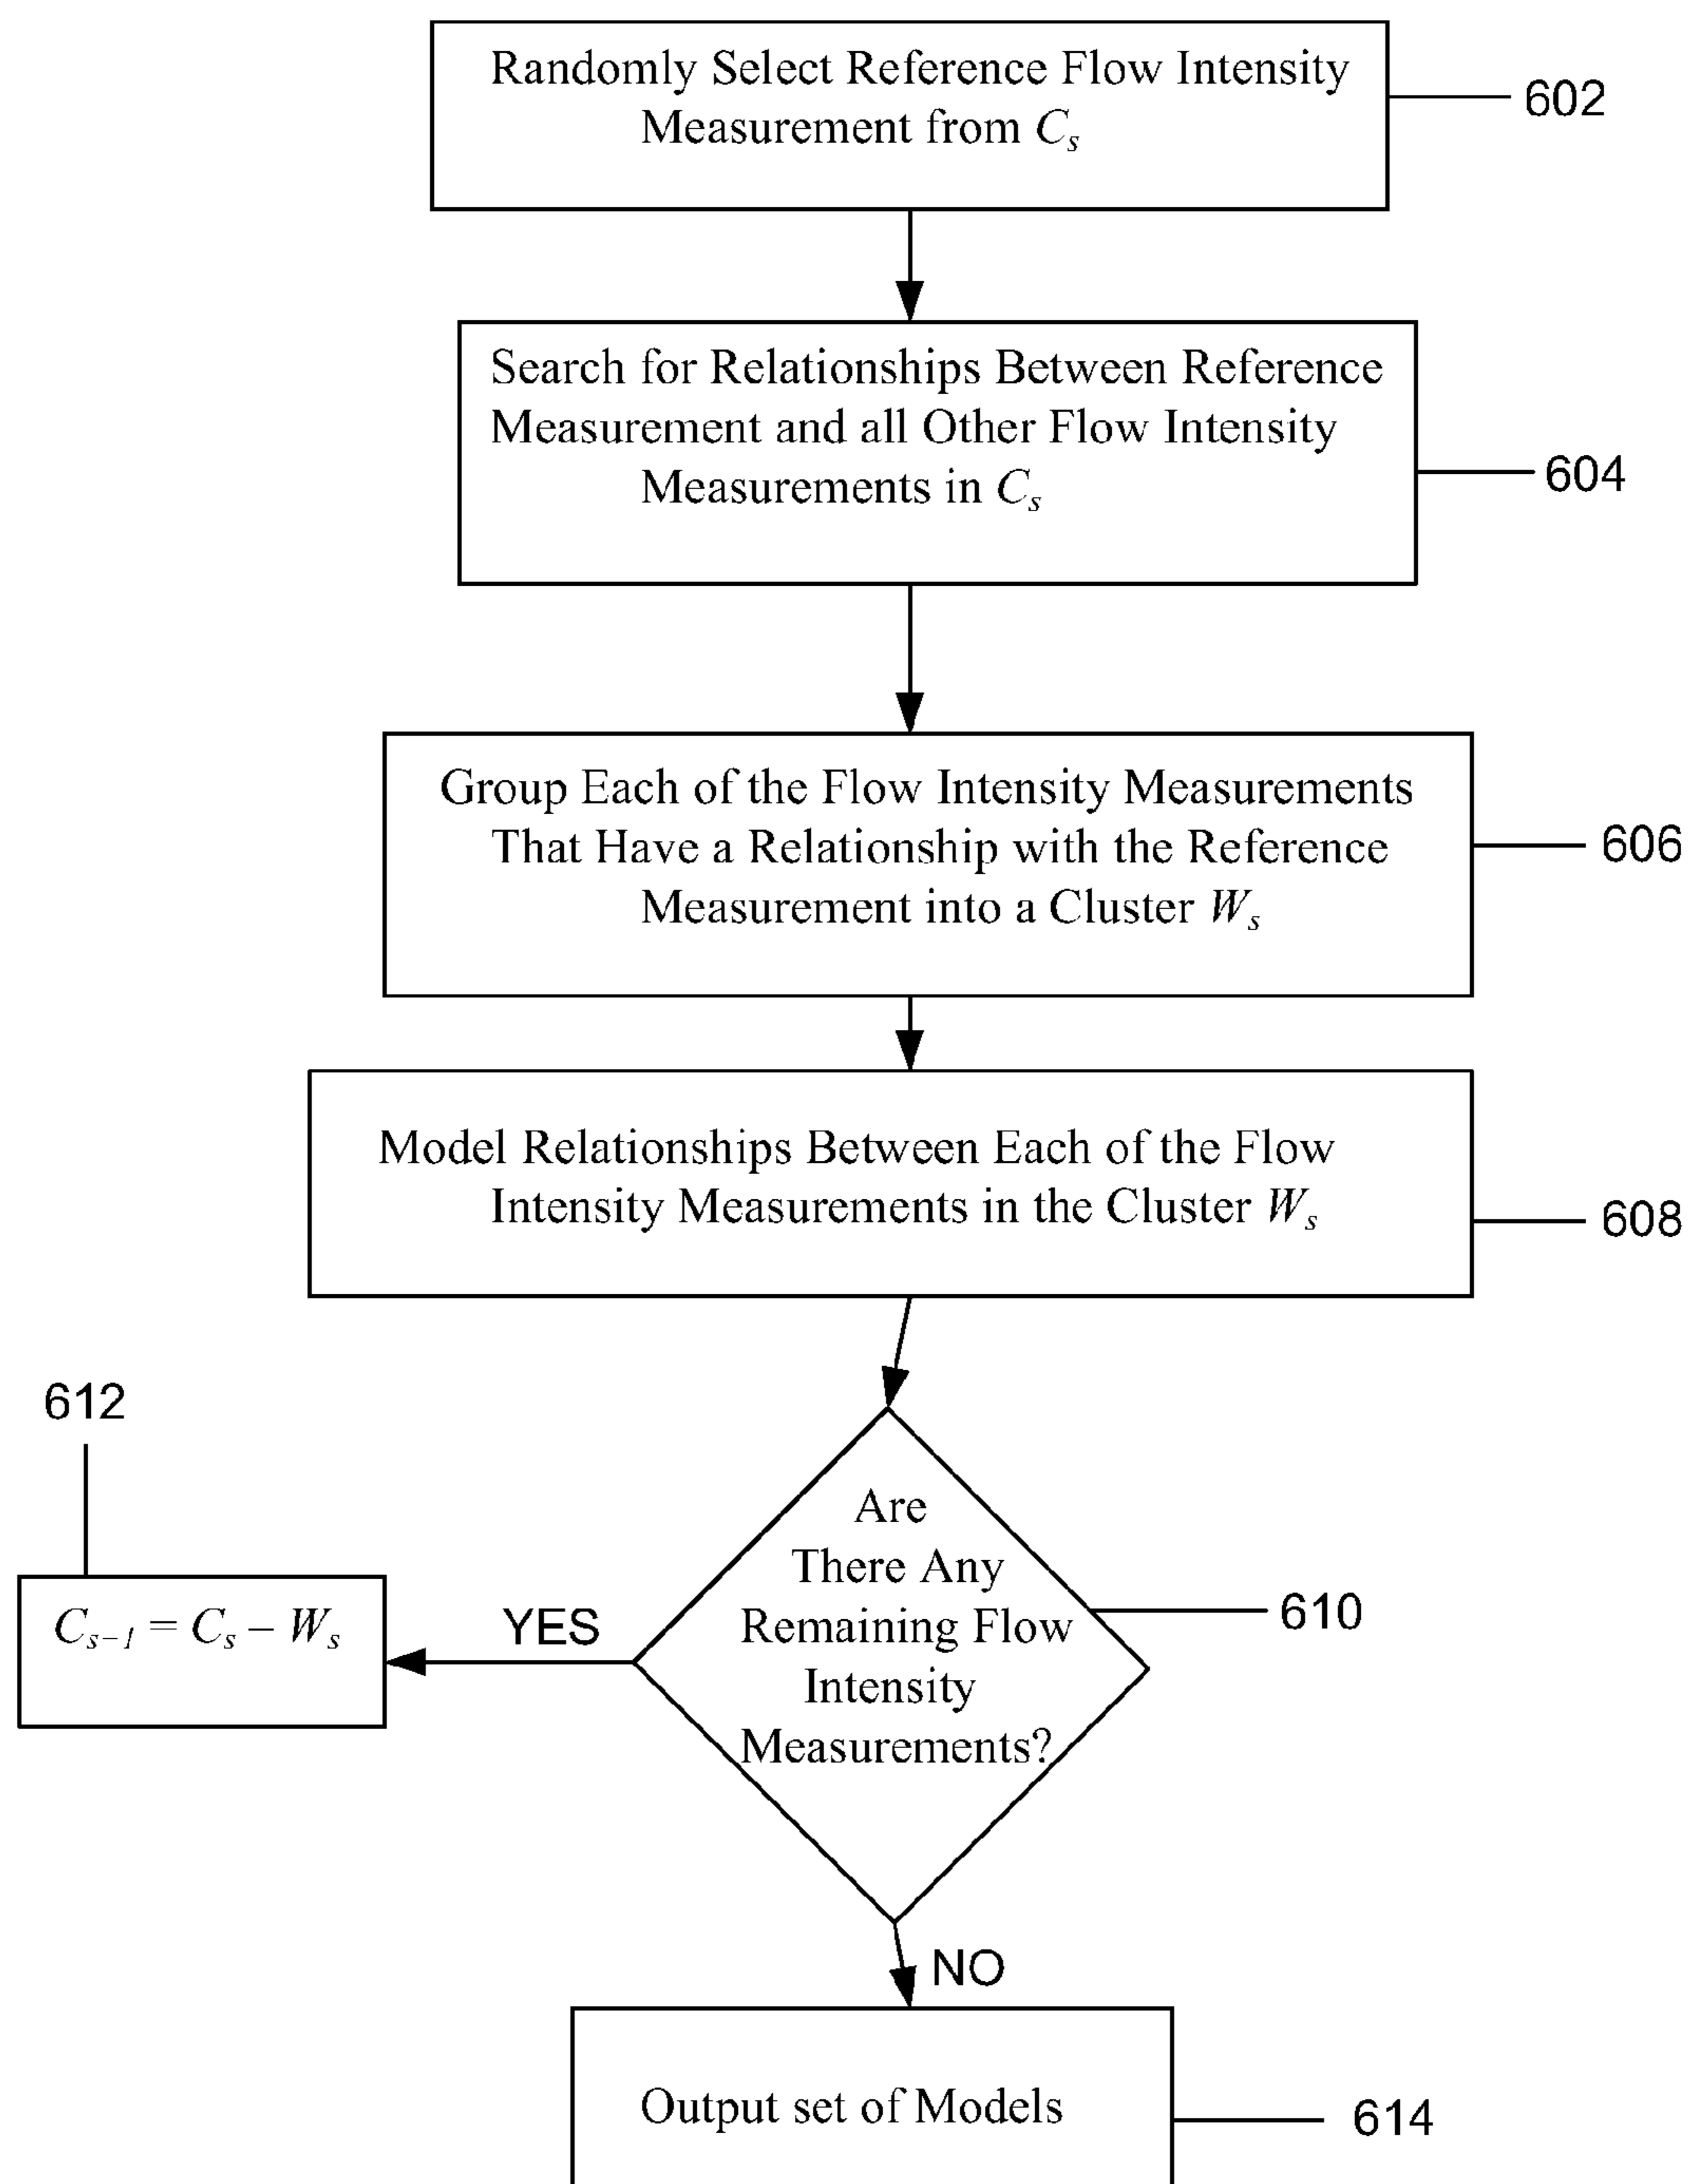 Randomly Select Reference Flow Intensity
Measurement from Cs
602
Search for Relationships Between Reference
Measurement and all Other Flow Intensity
Measurements in Cs
604
Group Each of the Flow Intensity Measurements
That Have a Relationship with the Reference
Measurement into a Cluster Ws
606
Model Relationships Between Each of the Flow
Intensity Measurements in the Cluster Ws
608
612
Cs−1 = Cs – Ws
YES
Are
There Any
Remaining Flow
Intensity
Measurements?
610
NO
Output set of Models
614